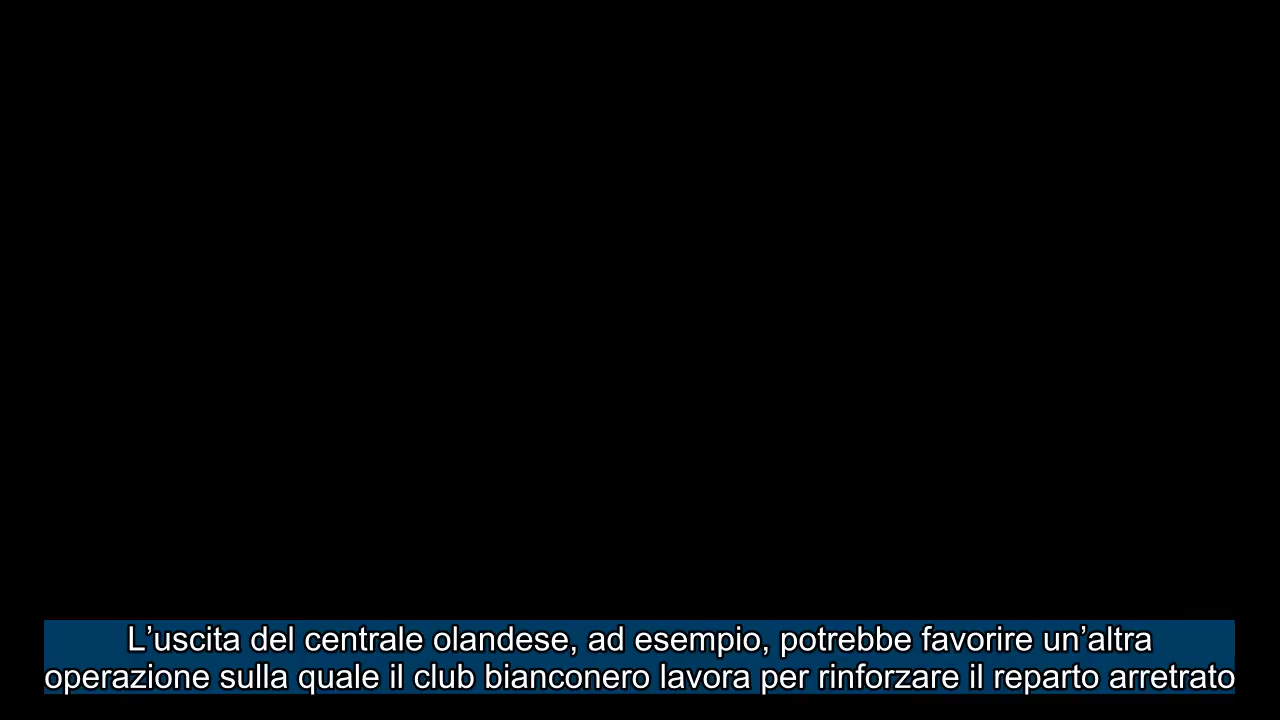 L’uscita del centrale olandese, ad esempio, potrebbe favorire un’altra
operazione sulla quale il club bianconero lavora per rinforzare il reparto arretrato